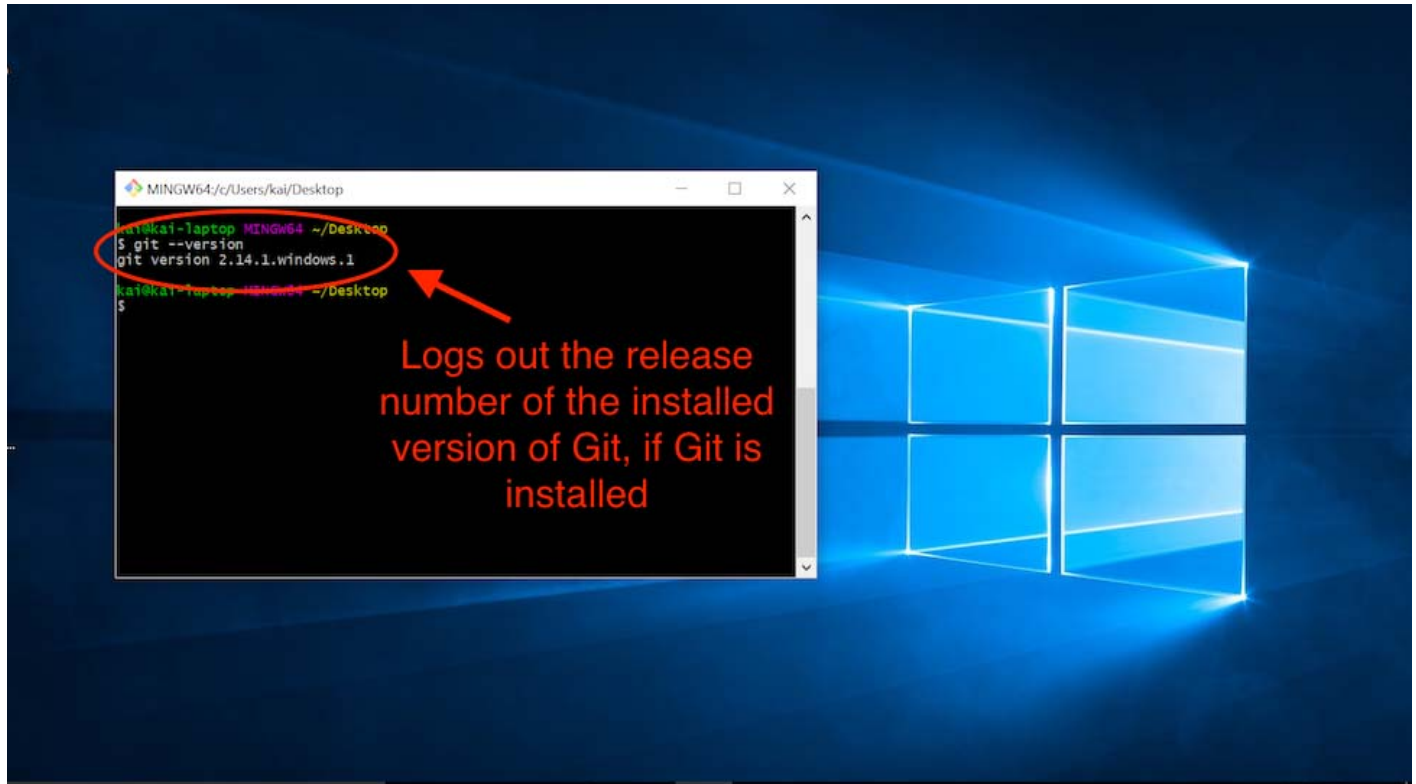 MINGW64:/c/Users/kai/Desktop
kai@kai-laptop MINGW64 ~/Desktop
$ git --version
git version 2.14.1.windows.1
kai@kai-laptop MINGW64 ~/Desktop
$
Logs out the release
number of the installed
version of Git, if Git is
installed